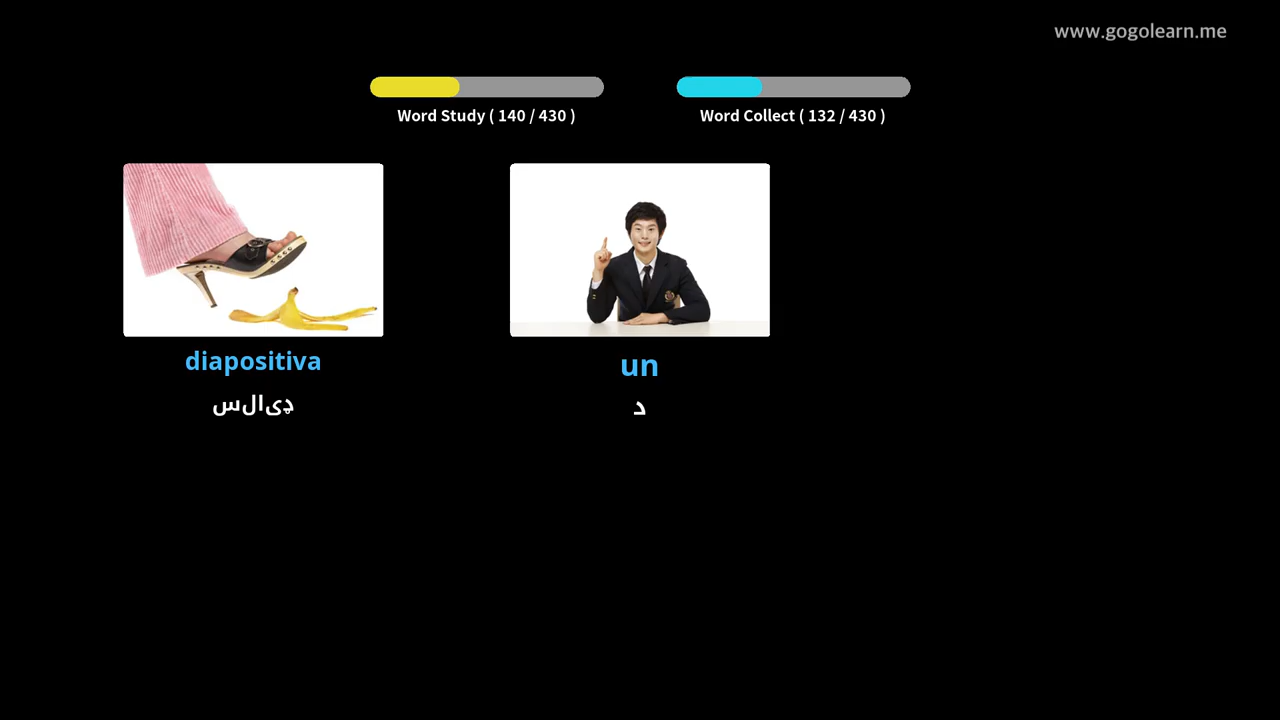 www.gogolearn.me
Word Study ( 140 / 430 )
Word Collect ( 132 / 430 )
diapositiva
ډیالس
un
د